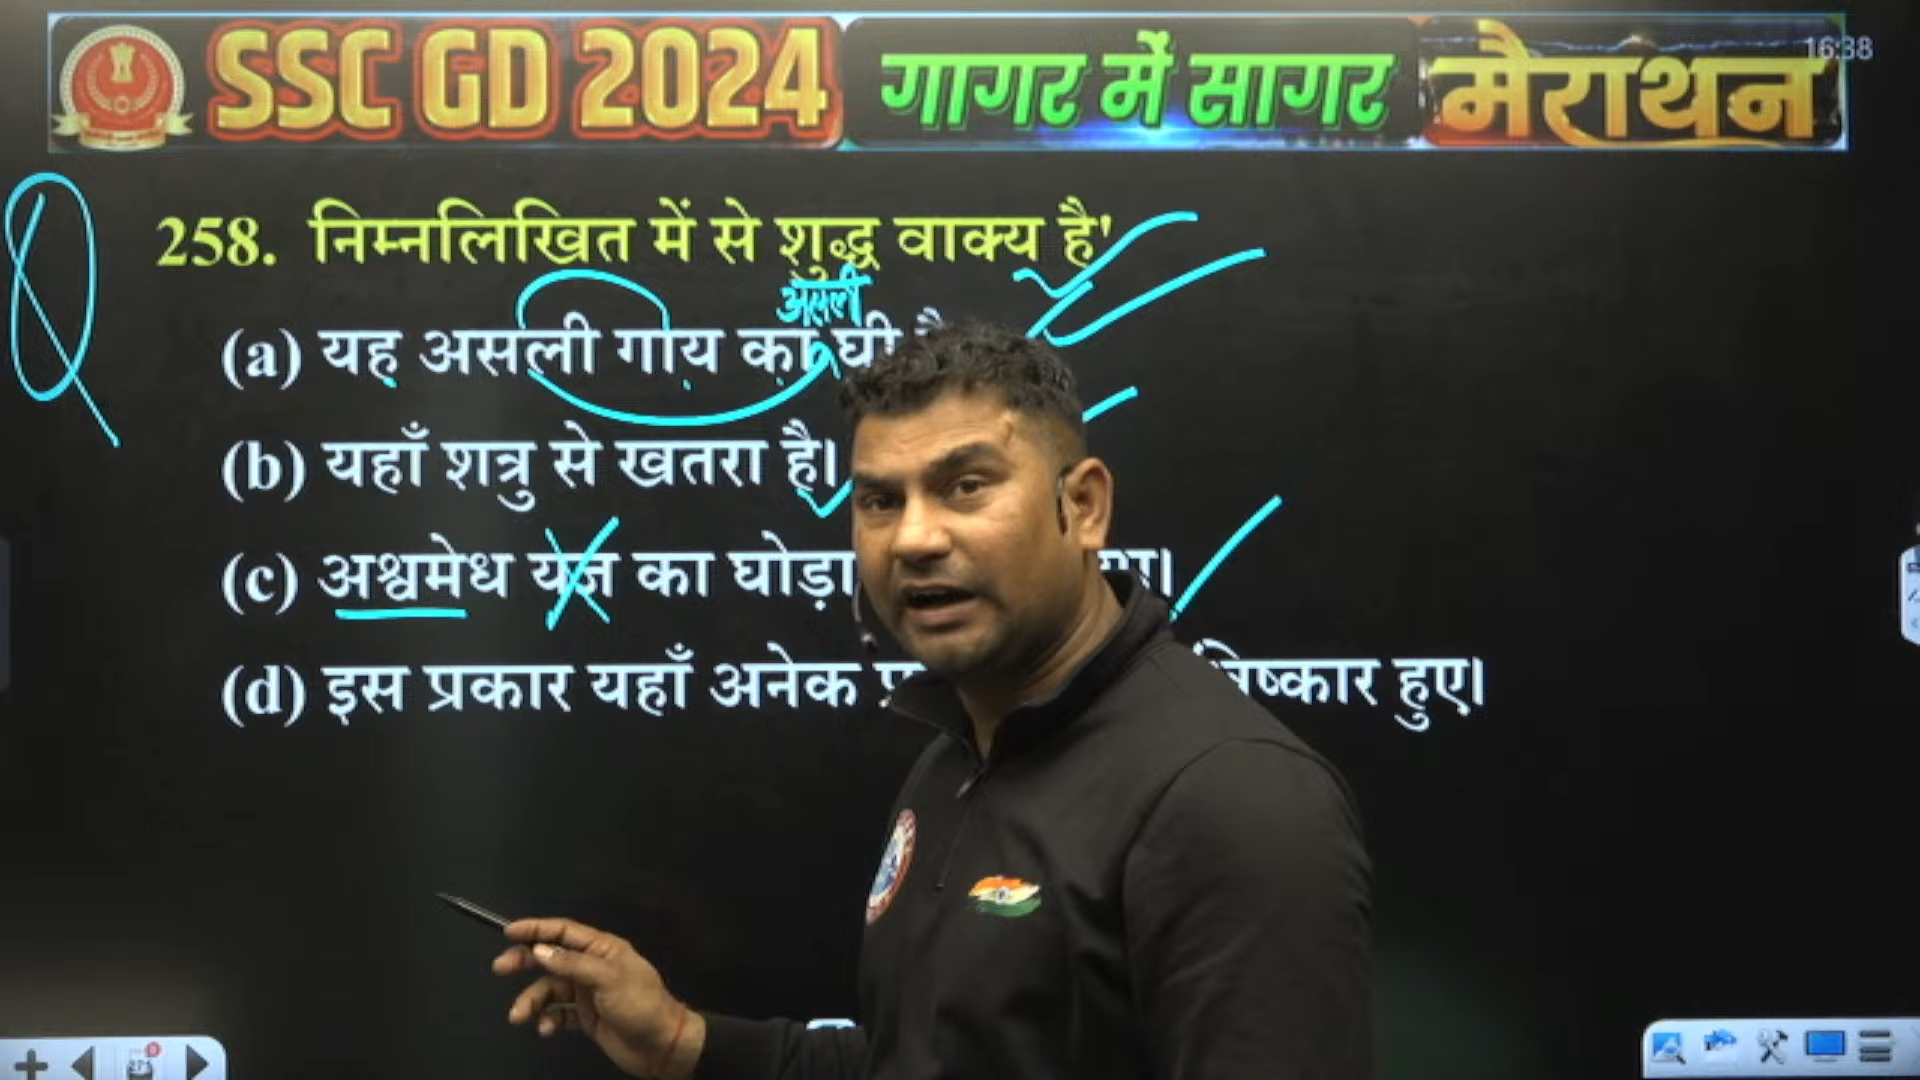 SSC GD 2024 गागर में सागर मैराथन
16:38
258. निम्नलिखित में से शुद्ध वाक्य है'
असली
(a) यह असली गाय का घी
(b) यहाँ शत्रु से खतरा है।
(c) अश्वमेध यज्ञ का घोड़ा
(d) इस प्रकार यहाँ अनेक हुए।